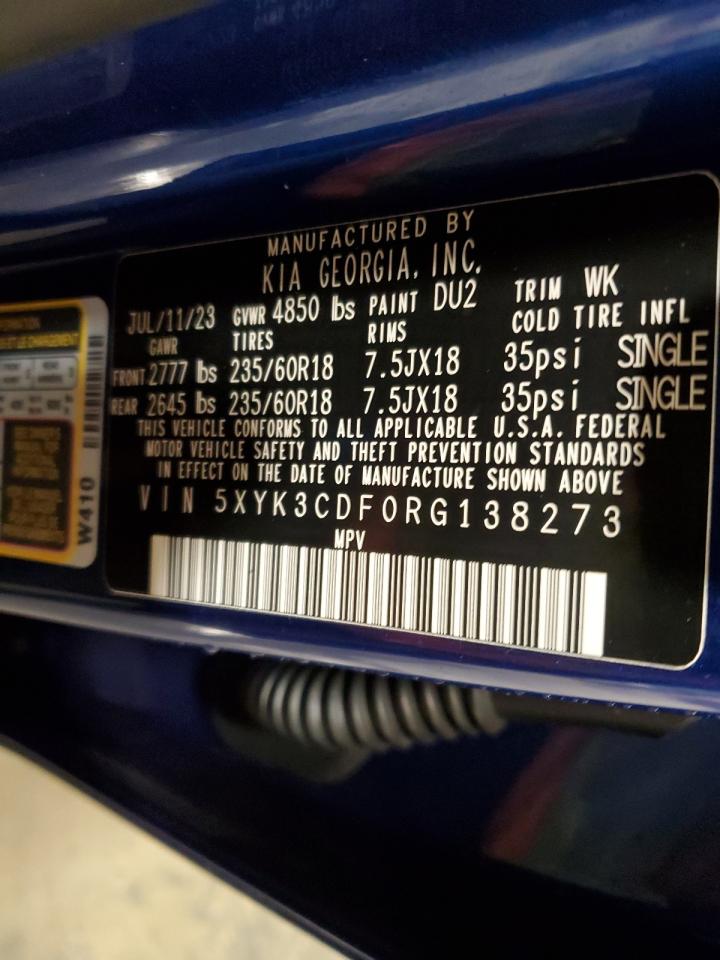 MANUFACTURED BY
KIA GEORGIA, INC.
JUL/11/23 GVWR 4850 lbs PAINT DU2 TRIM WK
GAWR TIRES RIMS COLD TIRE INFL
FRONT 2777 lbs 235/60R18 7.5JX18 35psi SINGLE
REAR 2645 lbs 235/60R18 7.5JX18 35psi SINGLE
THIS VEHICLE CONFORMS TO ALL APPLICABLE U.S.A. FEDERAL
MOTOR VEHICLE SAFETY AND THEFT PREVENTION STANDARDS
IN EFFECT ON THE DATE OF MANUFACTURE SHOWN ABOVE
VIN 5XYK3CDF0RG138273
MPV
W410